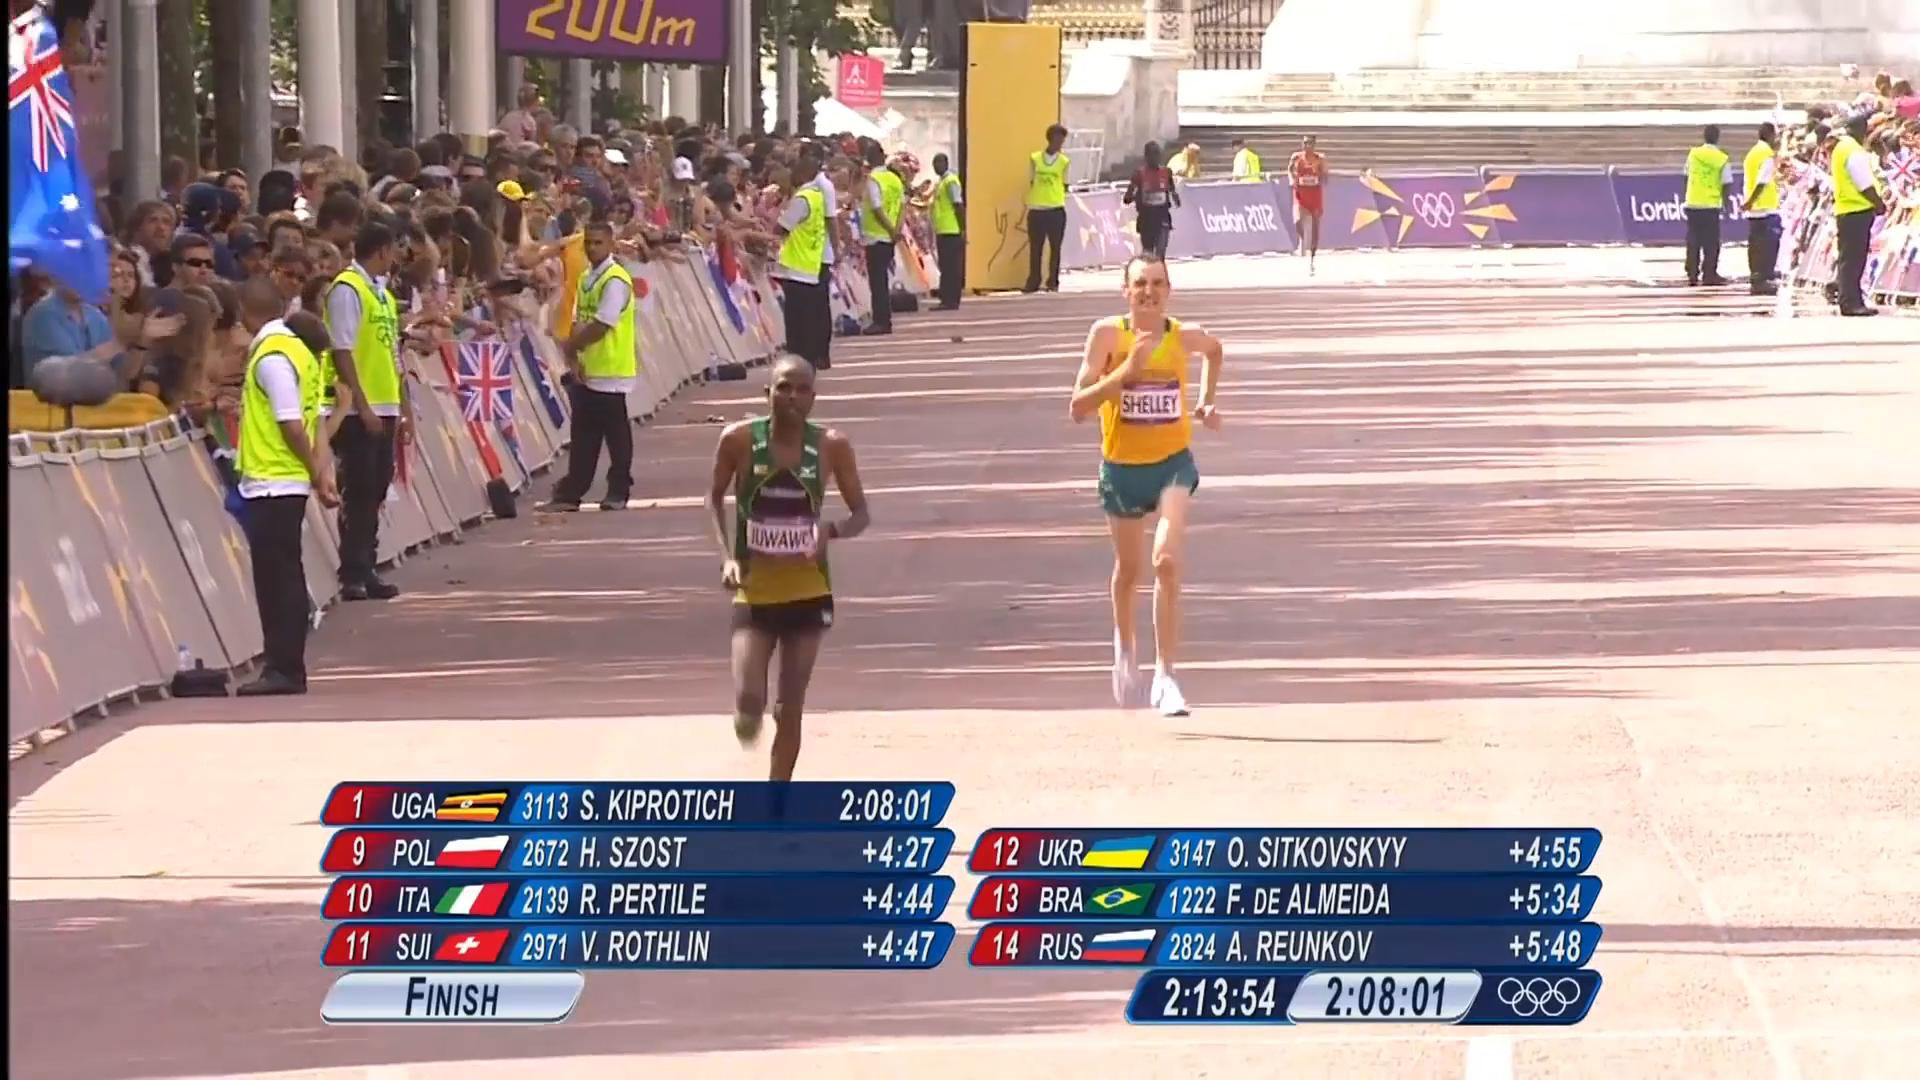 200m
London 2012
London
SHELLEY
UWAWO
1 UGA 3113 S. KIPROTICH 2:08:01
9 POL 2672 H. SZOST +4:27
10 ITA 2139 R. PERTILE +4:44
11 SUI 2971 V. ROTHLIN +4:47
12 UKR 3147 O. SITKOVSKYY +4:55
13 BRA 1222 F. DE ALMEIDA +5:34
14 RUS 2824 A. REUNKOV +5:48
FINISH
2:13:54 2:08:01